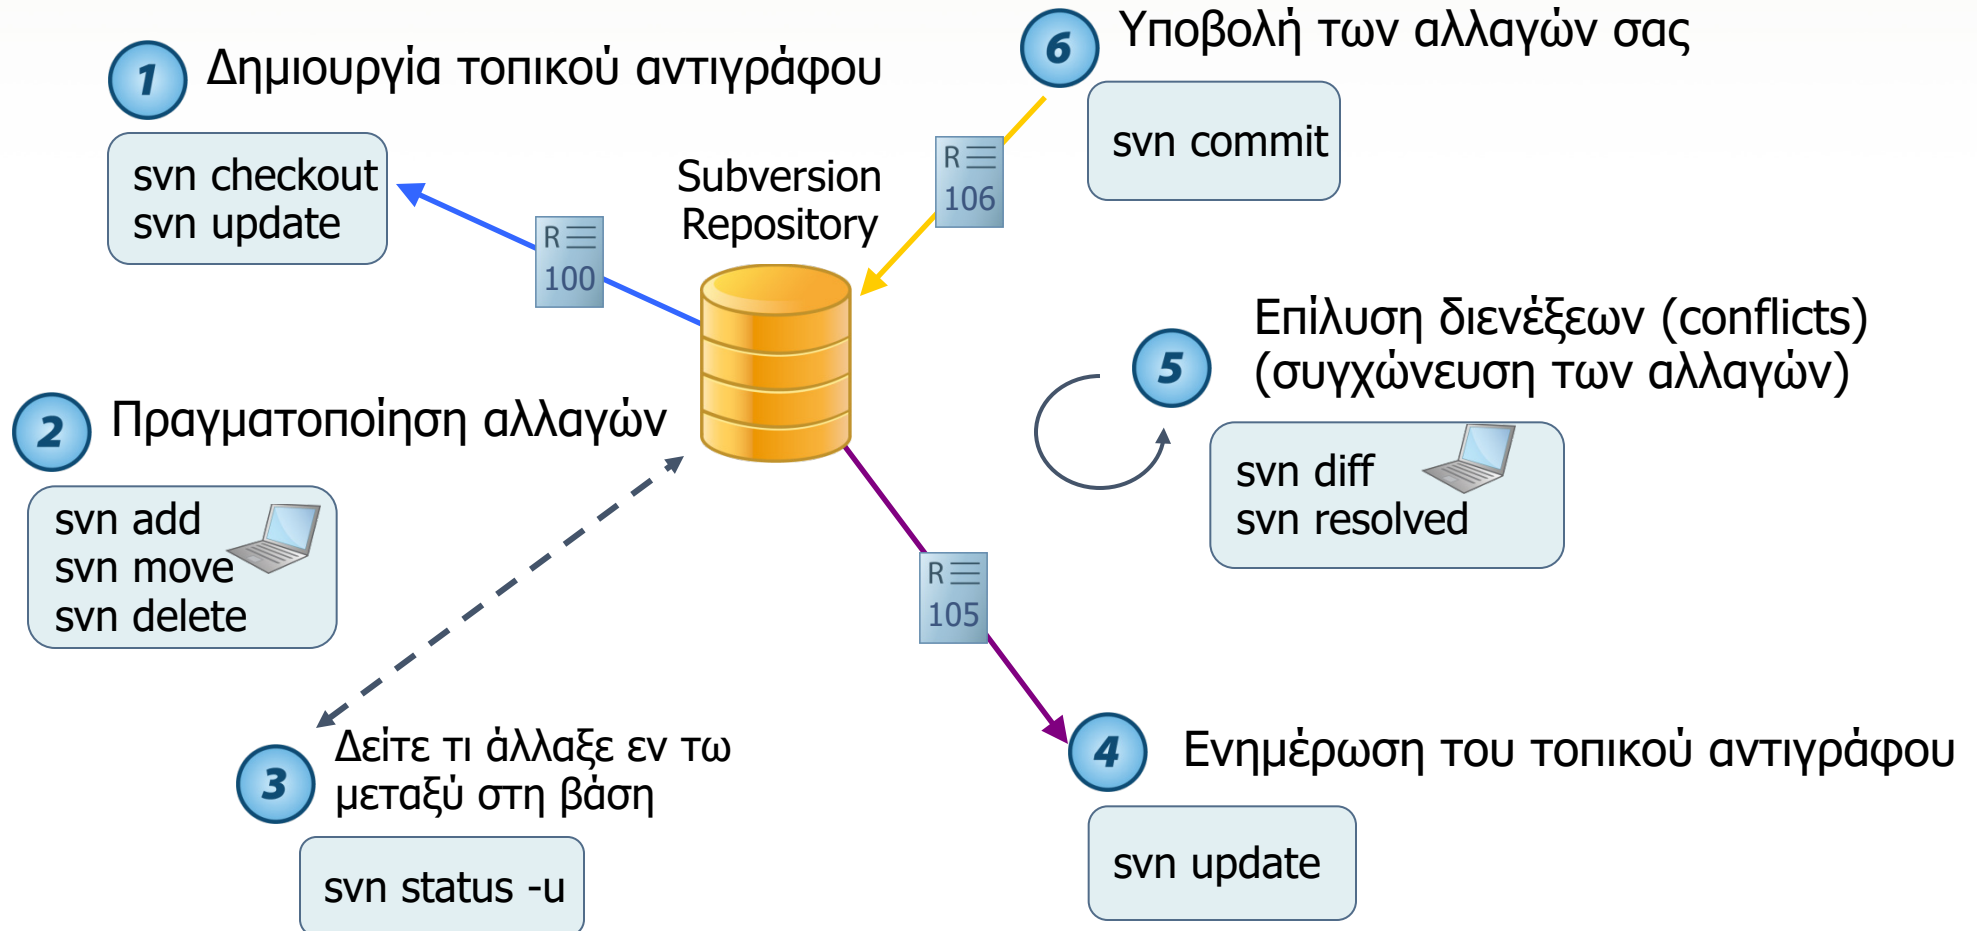 1 Δημιουργία τοπικού αντιγράφου
svn checkout
svn update
R
100
Subversion
Repository
6 Υποβολή των αλλαγών σας
svn commit
R
106
2 Πραγματοποίηση αλλαγών
svn add
svn move
svn delete
5 Επίλυση διενέξεων (conflicts)
(συγχώνευση των αλλαγών)
svn diff
svn resolved
R
105
3 Δείτε τι άλλαξε εν τω
μεταξύ στη βάση
svn status -u
4 Ενημέρωση του τοπικού αντιγράφου
svn update